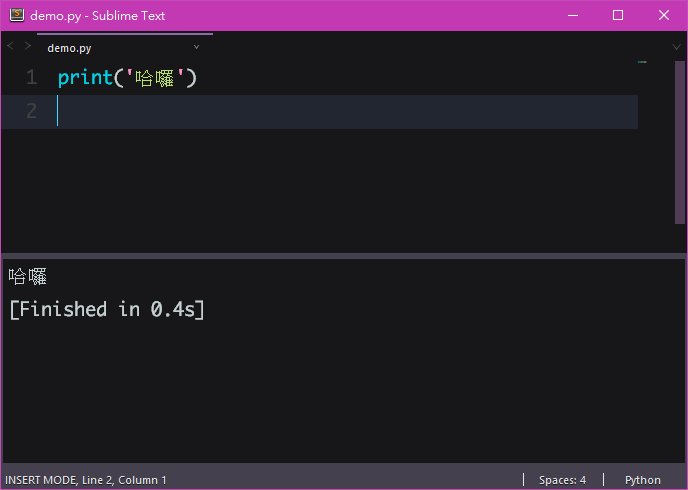 demo.py - Sublime Text
demo.py
1 print('哈囉')
2
哈囉
[Finished in 0.4s]
INSERT MODE, Line 2, Column 1 Spaces: 4 Python